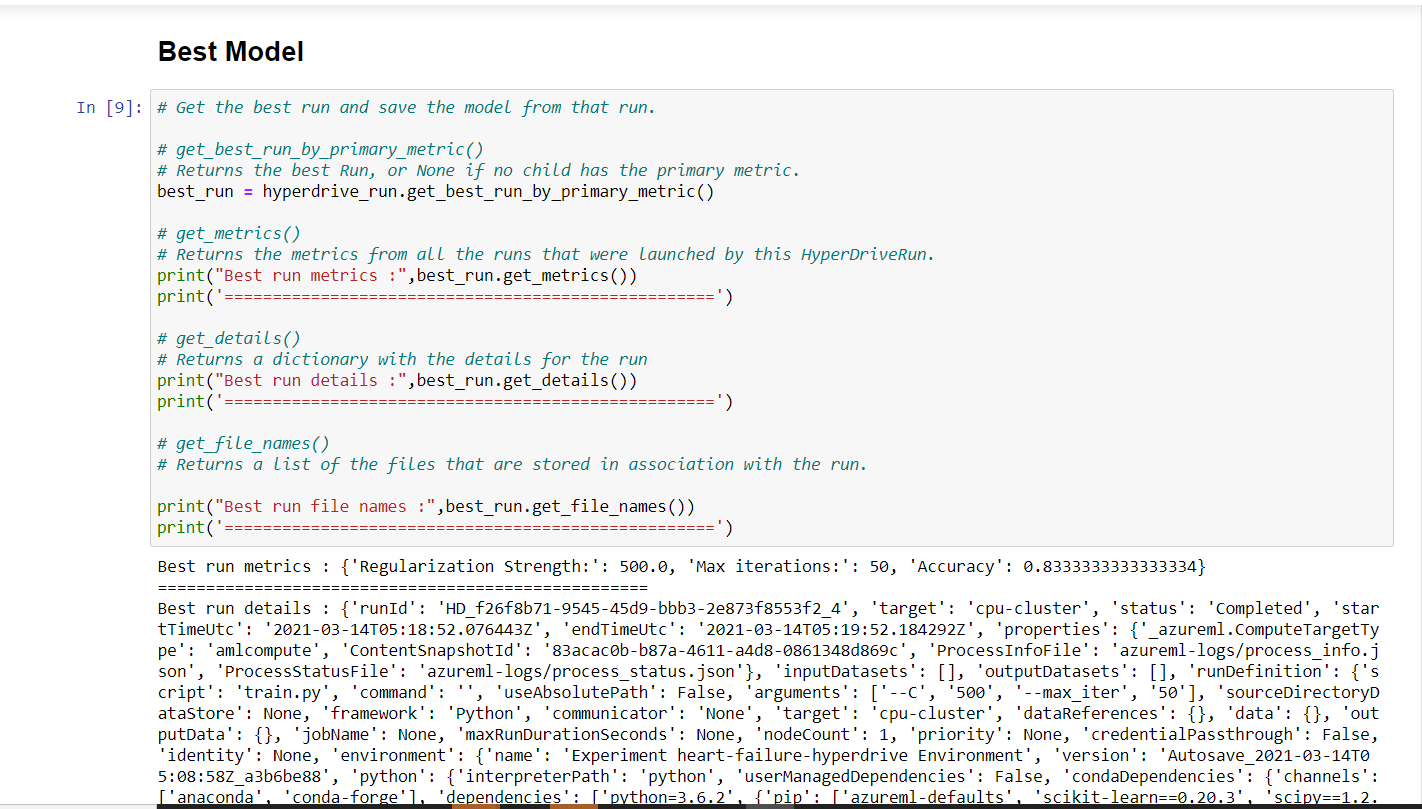 Best Model
In [9]:
# Get the best run and save the model from that run.
# get_best_run_by_primary_metric()
# Returns the best Run, or None if no child has the primary metric.
best_run = hyperdrive_run.get_best_run_by_primary_metric()
# get_metrics()
# Returns the metrics from all the runs that were launched by this HyperDriveRun.
print("Best run metrics :",best_run.get_metrics())
print('===================================================')
# get_details()
# Returns a dictionary with the details for the run
print("Best run details :",best_run.get_details())
print('===================================================')
# get_file_names()
# Returns a list of the files that are stored in association with the run.
print("Best run file names :",best_run.get_file_names())
print('===================================================')
Best run metrics : {'Regularization Strength:': 500.0, 'Max iterations:': 50, 'Accuracy': 0.8333333333333334}
===================================================
Best run details : {'runId': 'HD_f26f8b71-9545-45d9-bbb3-2e873f8553f2_4', 'target': 'cpu-cluster', 'status': 'Completed', 'star
tTimeUtc': '2021-03-14T05:18:52.076443Z', 'endTimeUtc': '2021-03-14T05:19:52.184292Z', 'properties': {'_azureml.ComputeTargetTy
pe': 'amlcompute', 'ContentSnapshotId': '83acac0b-b87a-4611-a4d8-0861348d869c', 'ProcessInfoFile': 'azureml-logs/process_info.j
son', 'ProcessStatusFile': 'azureml-logs/process_status.json'}, 'inputDatasets': [], 'outputDatasets': [], 'runDefinition': {'s
cript': 'train.py', 'command': '', 'useAbsolutePath': False, 'arguments': ['--C', '500', '--max_iter', '50'], 'sourceDirectoryD
ataStore': None, 'framework': 'Python', 'communicator': 'None', 'target': 'cpu-cluster', 'dataReferences': {}, 'data': {}, 'out
putData': {}, 'jobName': None, 'maxRunDurationSeconds': None, 'nodeCount': 1, 'priority': None, 'credentialPassthrough': False,
'identity': None, 'environment': {'name': 'Experiment heart-failure-hyperdrive Environment', 'version': 'Autosave_2021-03-14T0
5:08:58Z_a3b6be88', 'python': {'interpreterPath': 'python', 'userManagedDependencies': False, 'condaDependencies': {'channels':
['anaconda', 'conda-forge'], 'dependencies': ['python=3.6.2', {'pip': ['azureml-defaults', 'scikit-learn==0.20.3', 'scipy==1.2.